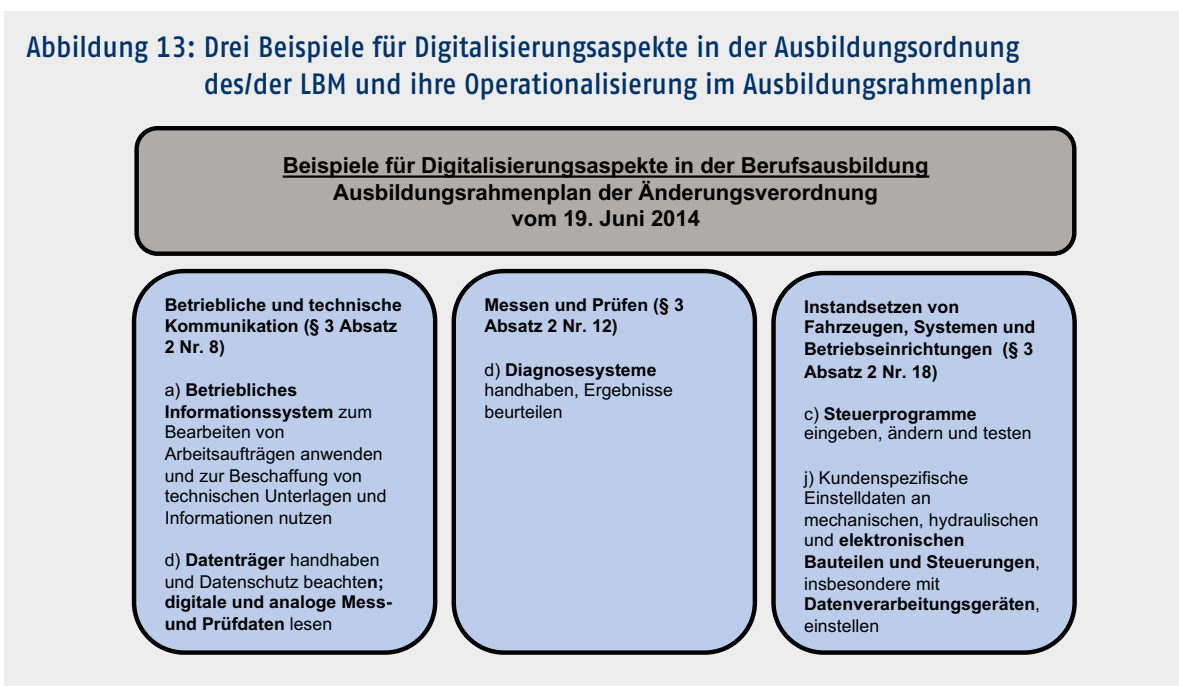 Abbildung 13: Drei Beispiele für Digitalisierungsaspekte in der Ausbildungsordnung
des/der LBM und ihre Operationalisierung im Ausbildungsrahmenplan
Beispiele für Digitalisierungsaspekte in der Berufsausbildung
Ausbildungsrahmenplan der Änderungsverordnung
vom 19. Juni 2014
Betriebliche und technische
Kommunikation (§ 3 Absatz
2 Nr. 8)
a) Betriebliches
Informationssystem zum
Bearbeiten von
Arbeitsaufträgen anwenden
und zur Beschaffung von
technischen Unterlagen und
Informationen nutzen
d) Datenträger handhaben
und Datenschutz beachten;
digitale und analoge Mess-
und Prüfdaten lesen
Messen und Prüfen (§ 3
Absatz 2 Nr. 12)
d) Diagnosesysteme
handhaben, Ergebnisse
beurteilen
Instandsetzen von
Fahrzeugen, Systemen und
Betriebseinrichtungen (§ 3
Absatz 2 Nr. 18)
c) Steuerprogramme
eingeben, ändern und testen
j) Kundenspezifische
Einstelldaten an
mechanischen, hydraulischen
und elektronischen
Bauteilen und Steuerungen,
insbesondere mit
Datenverarbeitungsgeräten,
einstellen